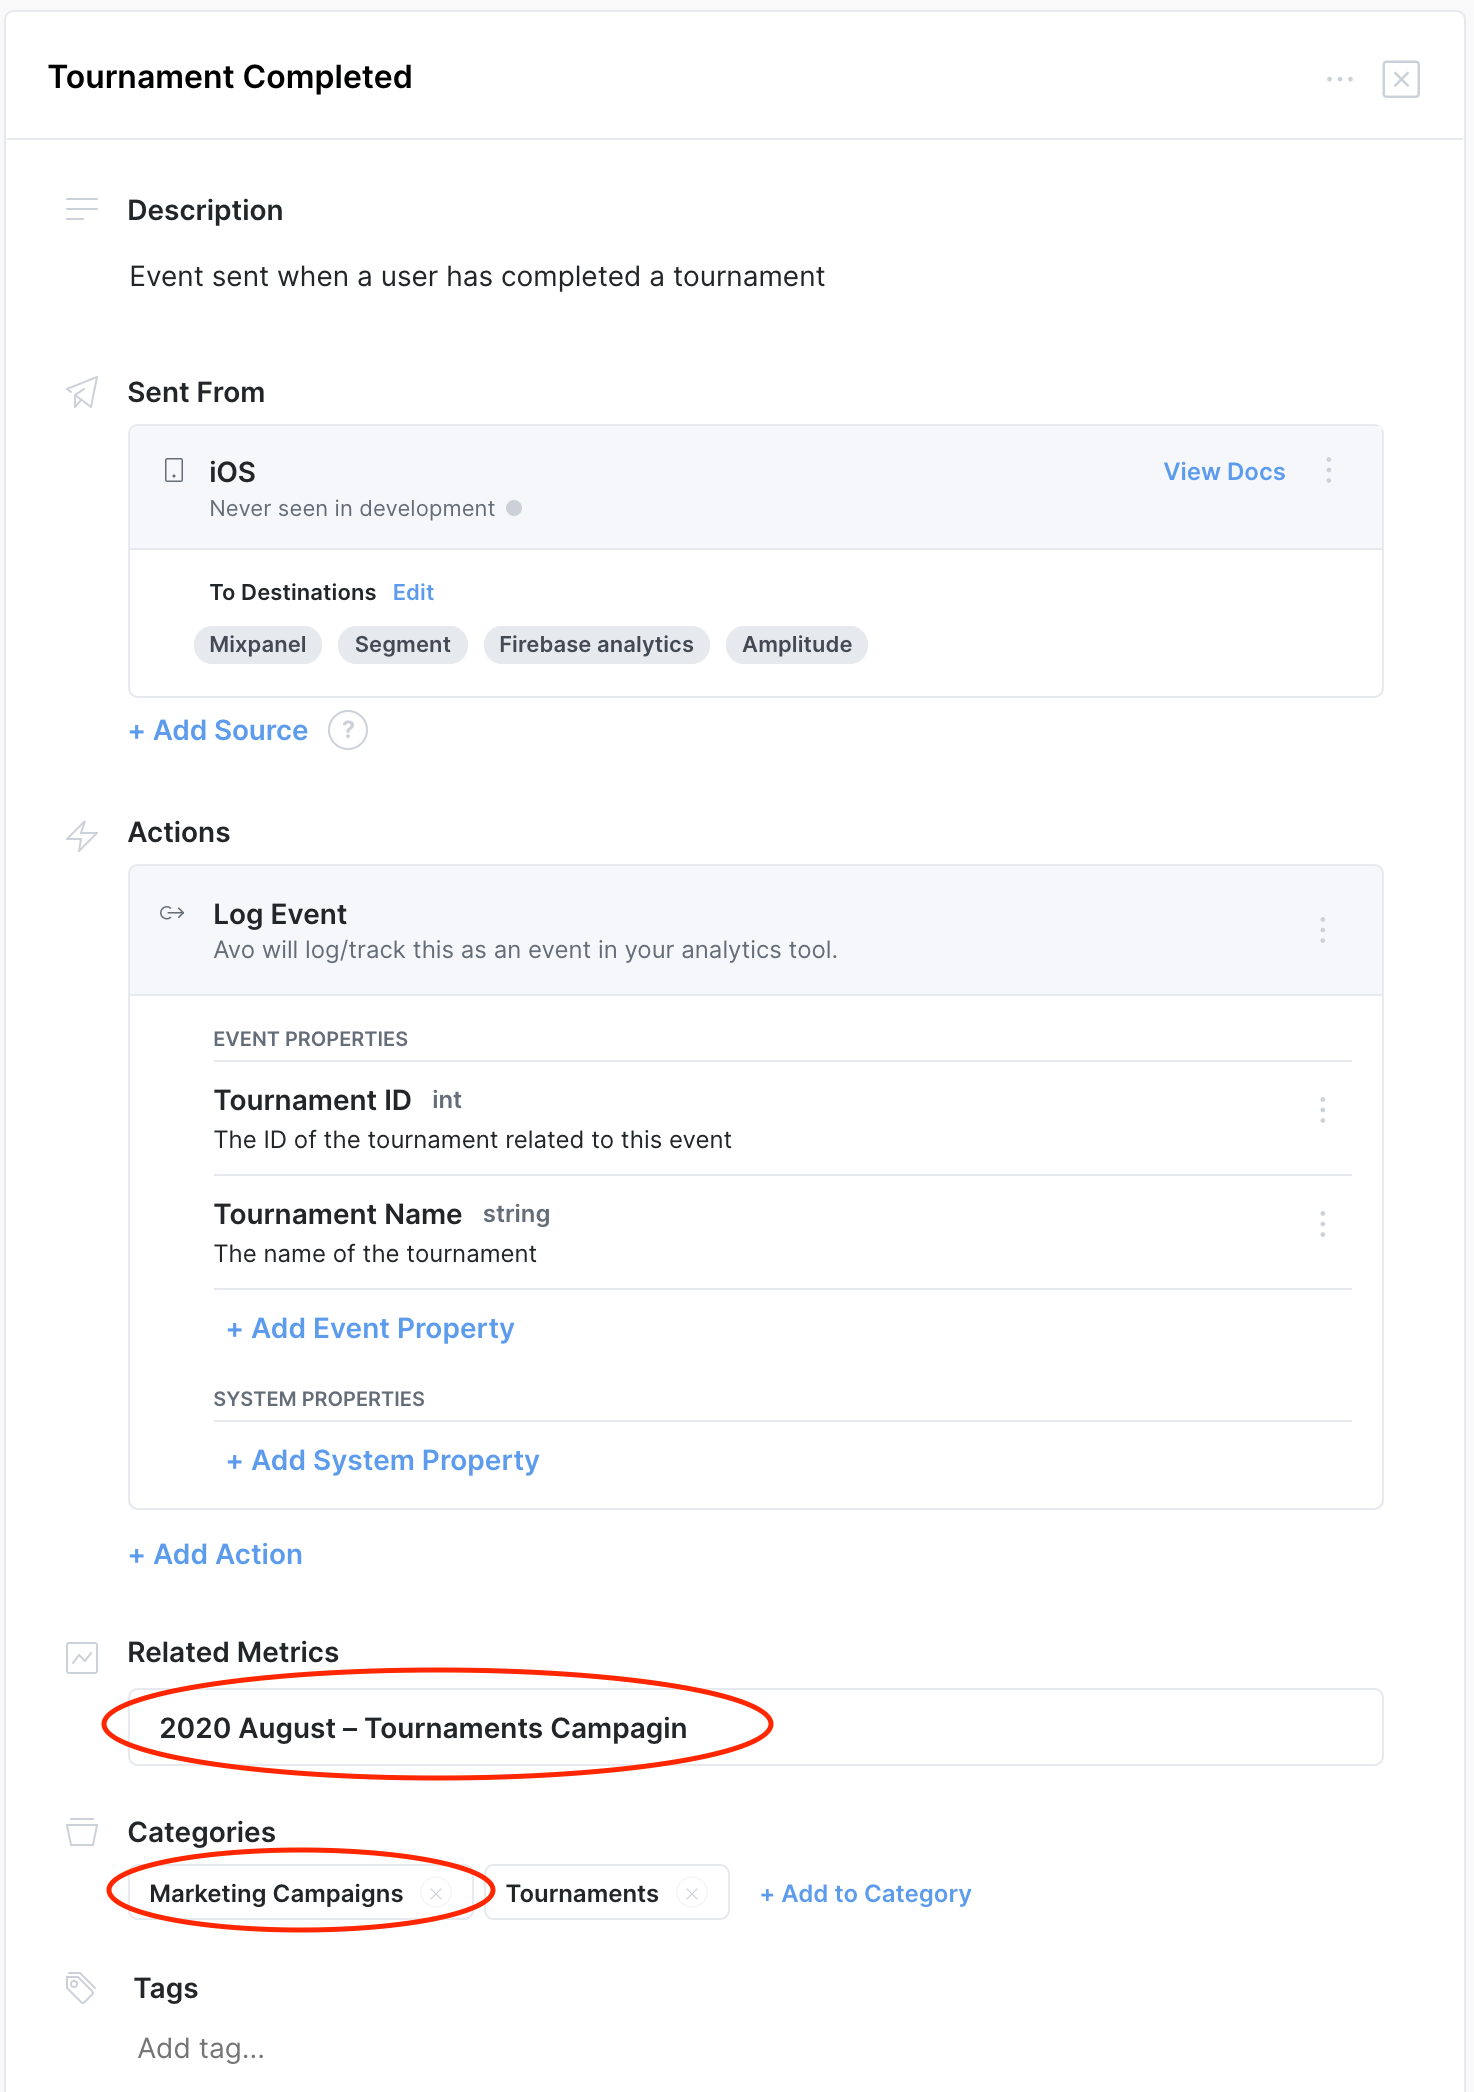 Tournament Completed
Description
Event sent when a user has completed a tournament
Sent From
iOS
View Docs
Never seen in development
To Destinations Edit
Mixpanel Segment Firebase analytics Amplitude
+ Add Source ?
Actions
Log Event
Avo will log/track this as an event in your analytics tool.
EVENT PROPERTIES
Tournament ID int
The ID of the tournament related to this event
Tournament Name string
The name of the tournament
+ Add Event Property
SYSTEM PROPERTIES
+ Add System Property
+ Add Action
Related Metrics
2020 August – Tournaments Campagin
Categories
Marketing Campaigns Tournaments + Add to Category
Tags
Add tag...